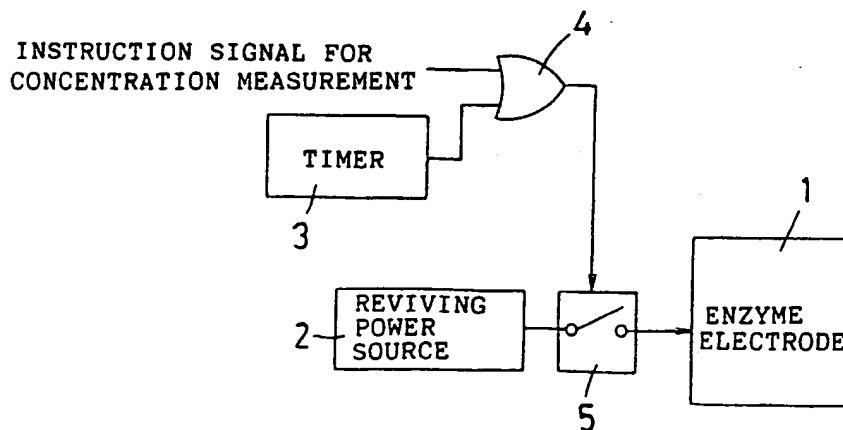 4
INSTRUCTION SIGNAL FOR
CONCENTRATION MEASUREMENT
TIMER
3
1
REVIVING
POWER
SOURCE
2
ENZYME
ELECTRODE
5